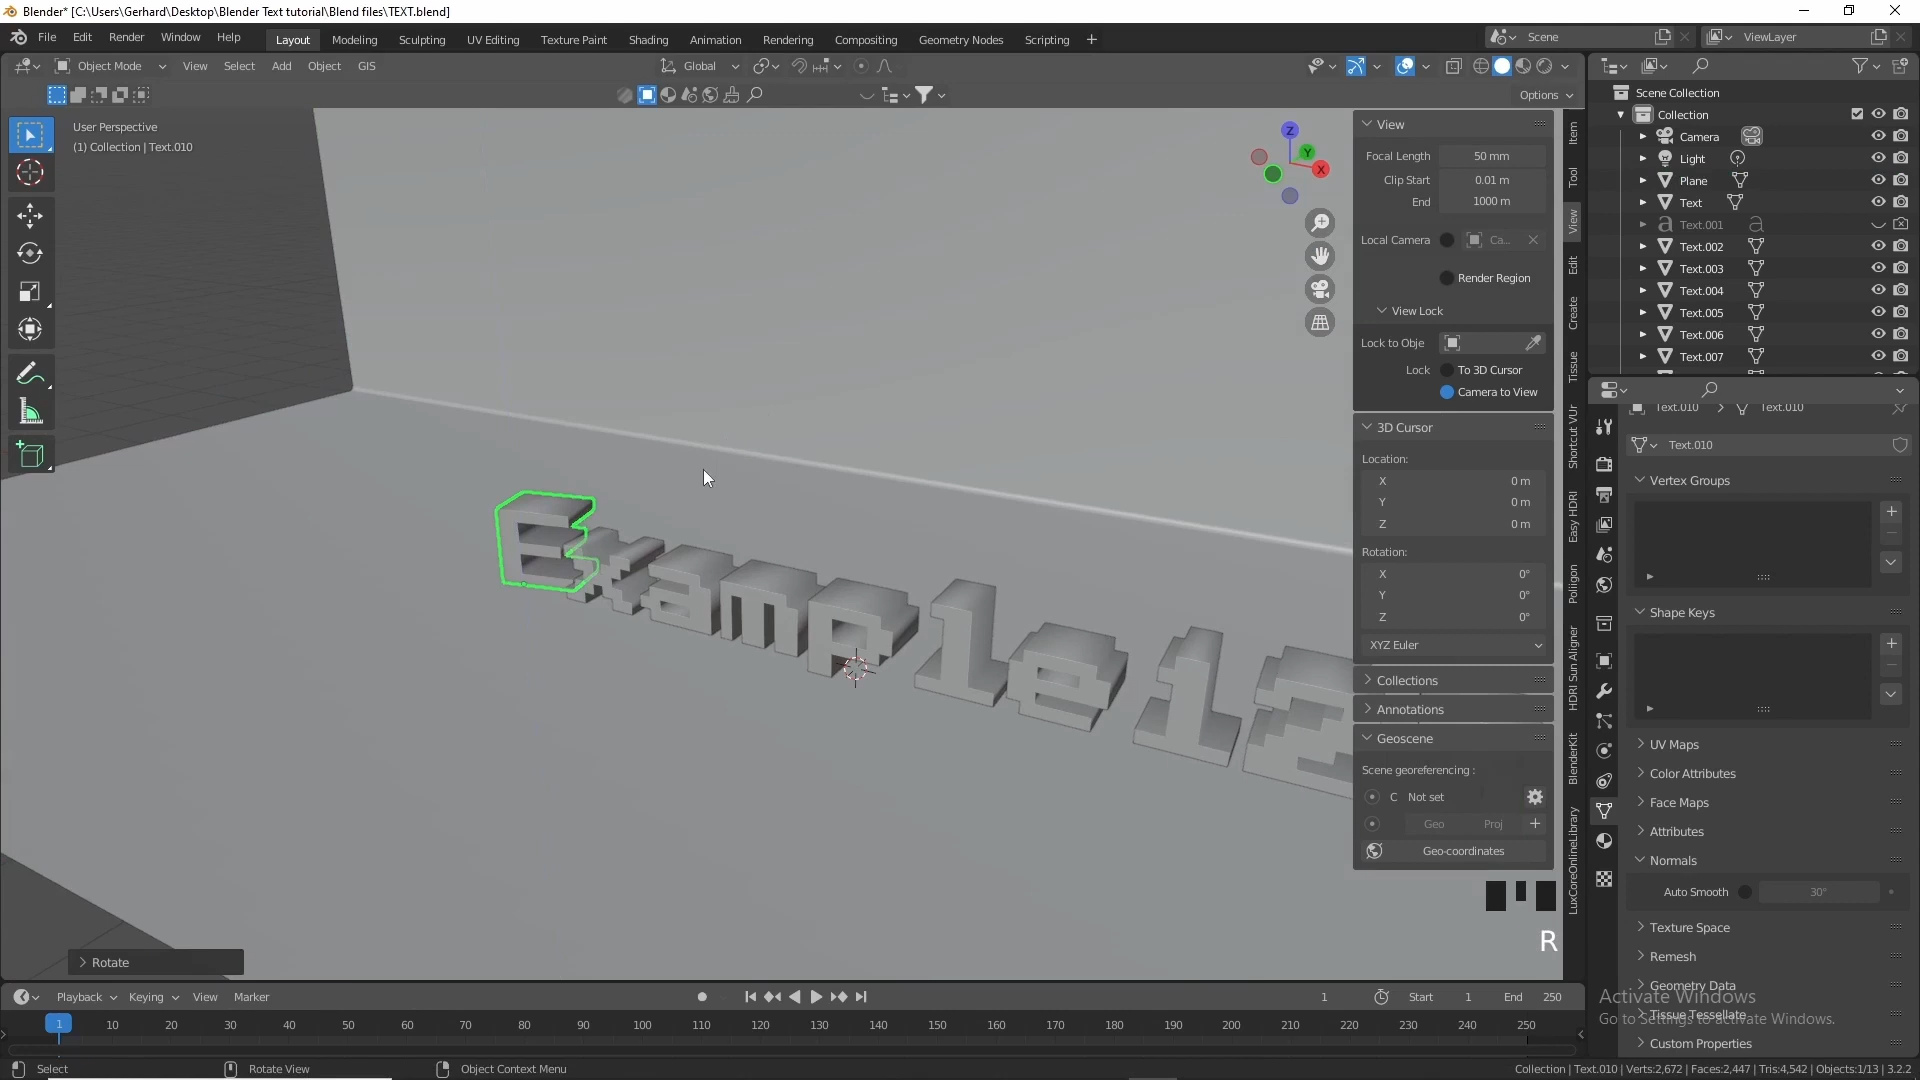 Blender* [C:\Users\Gerhard\Desktop\Blender Text tutorial\Blend files\TEXT.blend]
File Edit Render Window Help Layout Modeling Sculpting UV Editing Texture Paint Shading Animation Rendering Compositing Geometry Nodes Scripting + Scene ViewLayer
Object Mode View Select Add Object GIS Global
Options
User Perspective
(1) Collection | Text.010
Z
Y
X
Example12
View
Focal Length 50 mm
Clip Start 0.01 m
End 1000 m
Local Camera Ca...
Render Region
View Lock
Lock to Obje
Lock To 3D Cursor
Camera to View
3D Cursor
Location:
X 0 m
Y 0 m
Z 0 m
Rotation:
X 0°
Y 0°
Z 0°
XYZ Euler
Collections
Annotations
Geoscene
Scene georeferencing :
C Not set
Geo Proj +
Geo-coordinates
Item
Tool
View
Edit
Create
Tissue
Shortcut VUr
Easy HDRI
Poliigon
HDRI Sun Aligner
BlenderKit
LuxCoreOnlineLibrary
R
Rotate
Scene Collection
Collection
Camera
Light
Plane
Text
Text.001
Text.002
Text.003
Text.004
Text.005
Text.006
Text.007
Text.010 Text.010
Text.010
Vertex Groups
Shape Keys
UV Maps
Color Attributes
Face Maps
Attributes
Normals
Auto Smooth 30°
Texture Space
Remesh
Geometry Data
Activate Windows
Tissue Tessellate
Go to Settings to activate Windows.
Custom Properties
Playback Keying View Marker 1 Start 1 End 250
1 10 20 30 40 50 60 70 80 90 100 110 120 130 140 150 160 170 180 190 200 210 220 230 240 250
Select Rotate View Object Context Menu Collection | Text.010 | Verts:2,672 | Faces:2,447 | Tris:4,542 | Objects:1/13 | 3.2.2